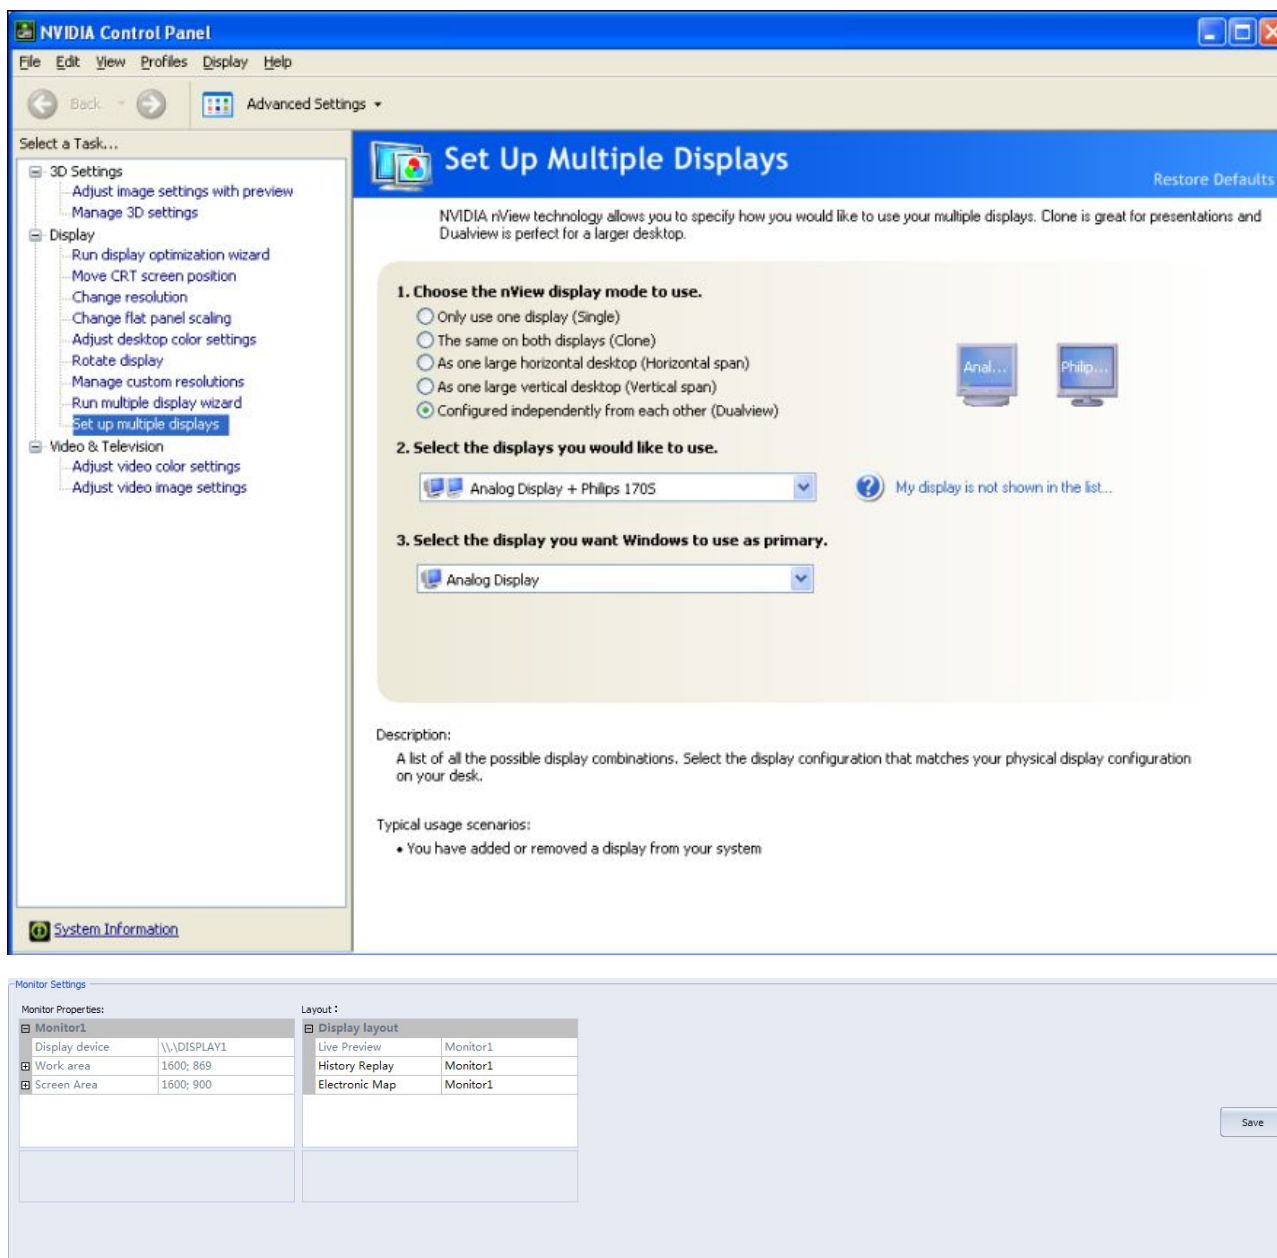 NVIDIA Control Panel
File Edit View Profiles Display Help
Back
Advanced Settings
Select a Task...
3D Settings
Adjust image settings with preview
Manage 3D settings
Display
Run display optimization wizard
Move CRT screen position
Change resolution
Change flat panel scaling
Adjust desktop color settings
Rotate display
Manage custom resolutions
Run multiple display wizard
Set up multiple displays
Video & Television
Adjust video color settings
Adjust video image settings
System Information
Set Up Multiple Displays
Restore Defaults
NVIDIA nView technology allows you to specify how you would like to use your multiple displays. Clone is great for presentations and
Dualview is perfect for a larger desktop.
1. Choose the nView display mode to use.
Only use one display (Single)
The same on both displays (Clone)
As one large horizontal desktop (Horizontal span)
As one large vertical desktop (Vertical span)
Configured independently from each other (Dualview)
Anal...
Philip...
2. Select the displays you would like to use.
Analog Display + Philips 170S
My display is not shown in the list...
3. Select the display you want Windows to use as primary.
Analog Display
Description:
A list of all the possible display combinations. Select the display configuration that matches your physical display configuration
on your desk.
Typical usage scenarios:
• You have added or removed a display from your system
Monitor Settings
Monitor Properties:
Monitor1
Display device \\.\DISPLAY1
Work area 1600; 869
Screen Area 1600; 900
Layout:
Display layout
Live Preview Monitor1
History Replay Monitor1
Electronic Map Monitor1
Save